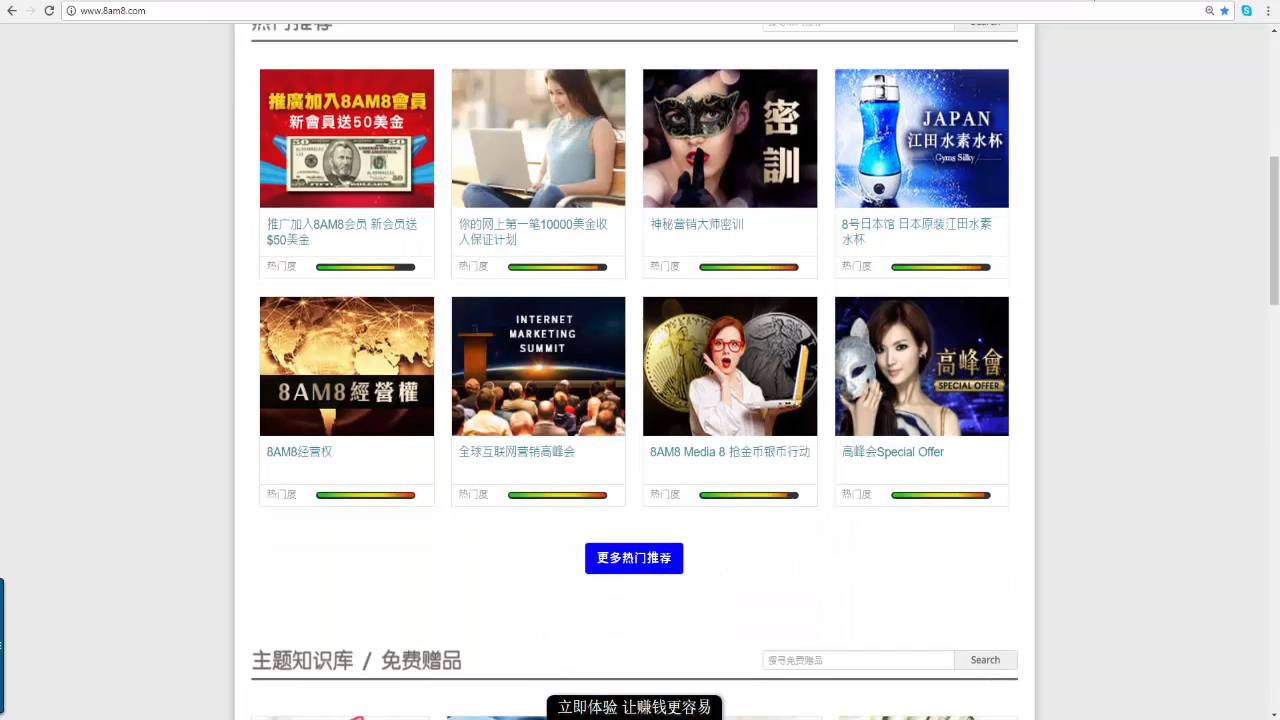 www.8am8.com
热门推荐
Search
推廣加入8AM8會員
新會員送50美金
密訓
JAPAN
江田水素水杯
Gyms Silky
推广加入8AM8会员 新会员送
$50美金
你的网上第一笔10000美金收
入保证计划
神秘营销大师密训
8号日本馆 日本原装江田水素
水杯
热门度
热门度
热门度
热门度
8AM8經營權
INTERNET
MARKETING
SUMMIT
高峰會
SPECIAL OFFER
8AM8经营权
全球互联网营销高峰会
8AM8 Media 8 抢金币银币行动
高峰会Special Offer
热门度
热门度
热门度
热门度
更多热门推荐
主题知识库 / 免费赠品
搜寻免费赠品
Search
立即体验 让赚钱更容易